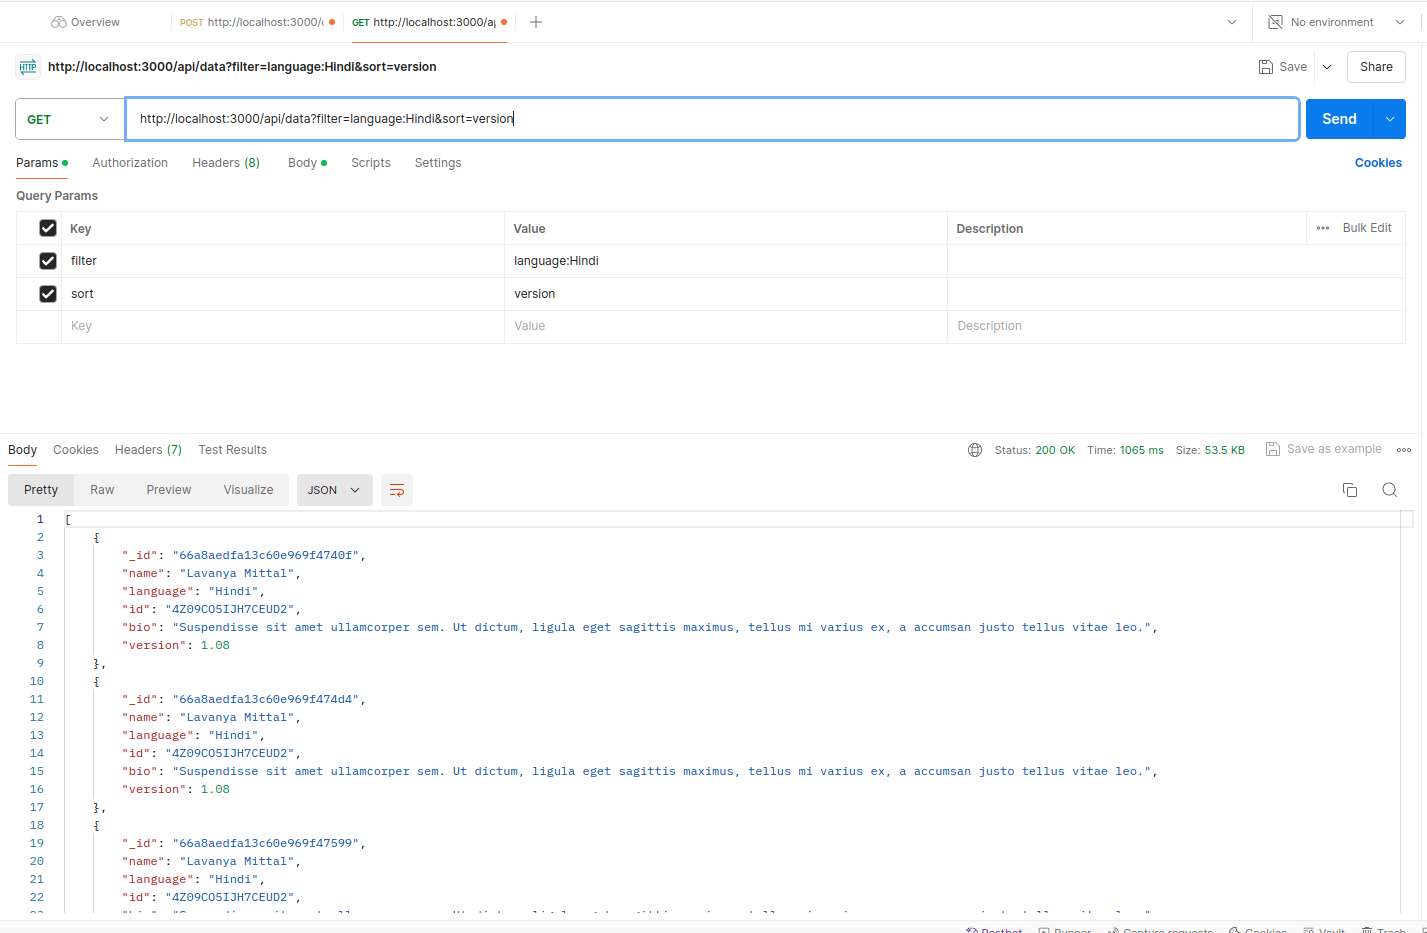 Overview
POST http://localhost:3000/
GET http://localhost:3000/a
No environment
HTTP http://localhost:3000/api/data?filter=language:Hindi&sort=version
Save
Share
GET http://localhost:3000/api/data?filter=language:Hindi&sort=version
Send
Params Authorization Headers (8) Body Scripts Settings Cookies
Query Params
Key Value Description Bulk Edit
filter language:Hindi
sort version
Key Value Description
Body Cookies Headers (7) Test Results Status: 200 OK Time: 1065 ms Size: 53.5 KB Save as example
Pretty Raw Preview Visualize JSON
1 [
2 {
3 "_id": "66a8aedfa13c60e969f4740f",
4 "name": "Lavanya Mittal",
5 "language": "Hindi",
6 "id": "4Z09CO5IJH7CEUD2",
7 "bio": "Suspendisse sit amet ullamcorper sem. Ut dictum, ligula eget sagittis maximus, tellus mi varius ex, a accumsan justo tellus vitae leo.",
8 "version": 1.08
9 },
10 {
11 "_id": "66a8aedfa13c60e969f474d4",
12 "name": "Lavanya Mittal",
13 "language": "Hindi",
14 "id": "4Z09CO5IJH7CEUD2",
15 "bio": "Suspendisse sit amet ullamcorper sem. Ut dictum, ligula eget sagittis maximus, tellus mi varius ex, a accumsan justo tellus vitae leo.",
16 "version": 1.08
17 },
18 {
19 "_id": "66a8aedfa13c60e969f47599",
20 "name": "Lavanya Mittal",
21 "language": "Hindi",
22 "id": "4Z09CO5IJH7CEUD2",
Postbot Runner Capture requests Cookies Vault Trash